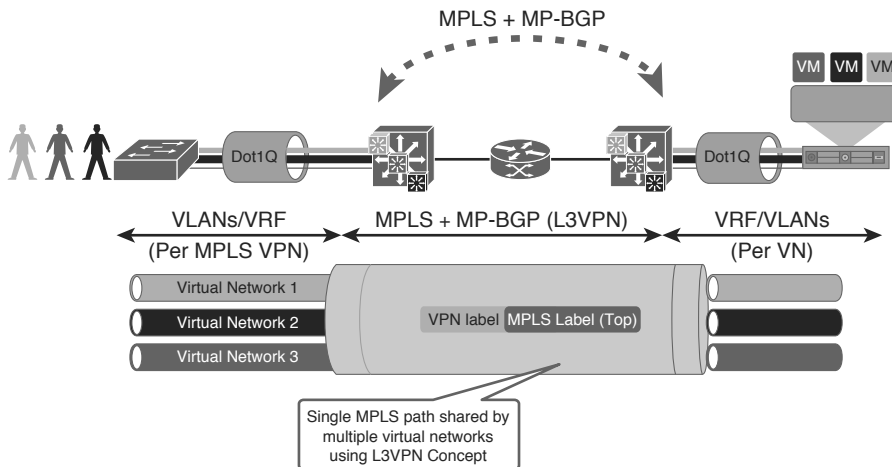 MPLS + MP-BGP
VM VM VM
Dot1Q
Dot1Q
VLANs/VRF
(Per MPLS VPN)
MPLS + MP-BGP (L3VPN)
VRF/VLANs
(Per VN)
Virtual Network 1
Virtual Network 2
Virtual Network 3
VPN label MPLS Label (Top)
Single MPLS path shared by
multiple virtual networks
using L3VPN Concept